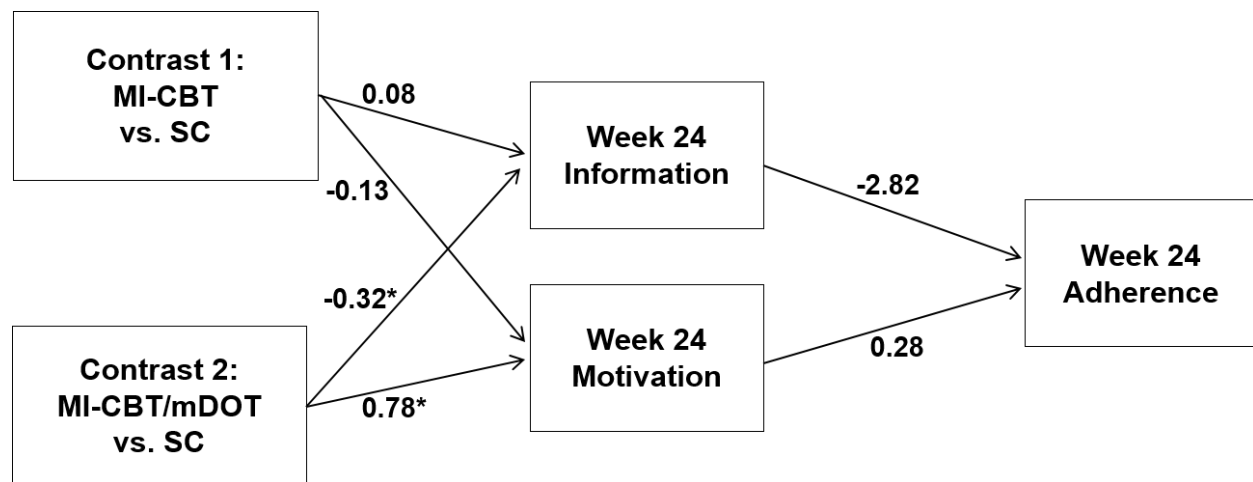 Contrast 1:
MI-CBT
vs. SC
0.08
-0.13
Week 24
Information
-2.82
Week 24
Adherence
-0.32*
Contrast 2:
MI-CBT/mDOT
vs. SC
0.78*
Week 24
Motivation
0.28